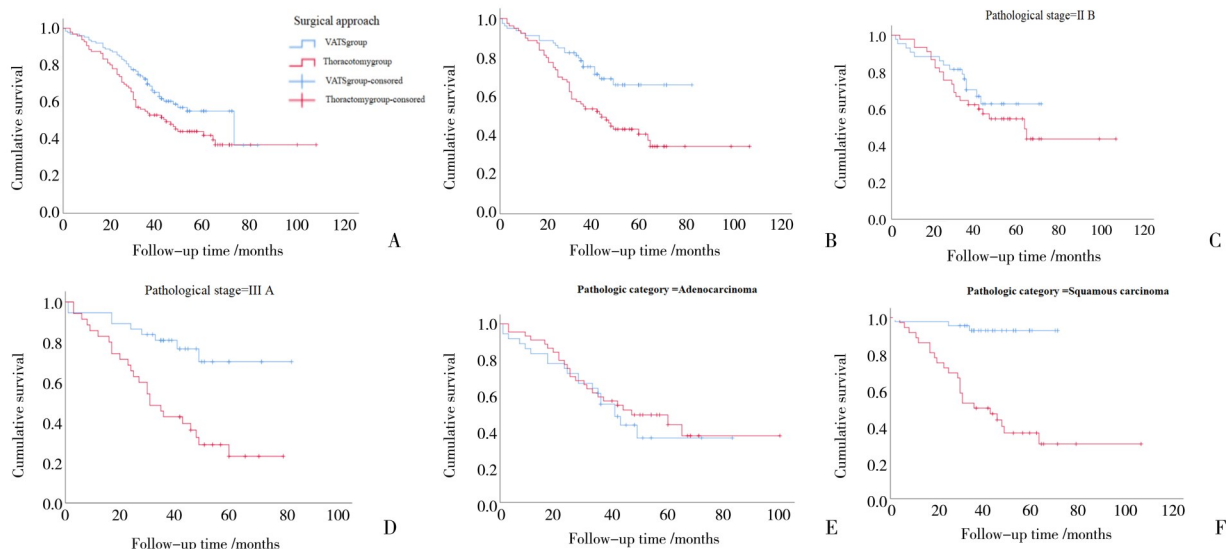 Surgical approach
VATSgroup
Thoracotomygroup
VATSgroup-consored
Thoractomygroup-consored
Cumulative survival
1.0
0.8
0.6
0.4
0.2
0.0
0 20 40 60 80 100 120
Follow-up time /months
A
Cumulative survival
1.0
0.8
0.6
0.4
0.2
0.0
0 20 40 60 80 100 120
Follow-up time /months
B
Pathological stage=II B
Cumulative survival
1.0
0.8
0.6
0.4
0.2
0.0
0 20 40 60 80 100 120
Follow-up time /months
C
Pathological stage=III A
Cumulative survival
1.0
0.8
0.6
0.4
0.2
0.0
0 20 40 60 80 100
Follow-up time /months
D
Pathologic category =Adenocarcinoma
Cumulative survival
1.0
0.8
0.6
0.4
0.2
0.0
0 20 40 60 80 100
Follow-up time /months
E
Pathologic category =Squamous carcinoma
Cumulative survival
1.0
0.8
0.6
0.4
0.2
0.0
0 20 40 60 80 100 120
Follow-up time /months
F